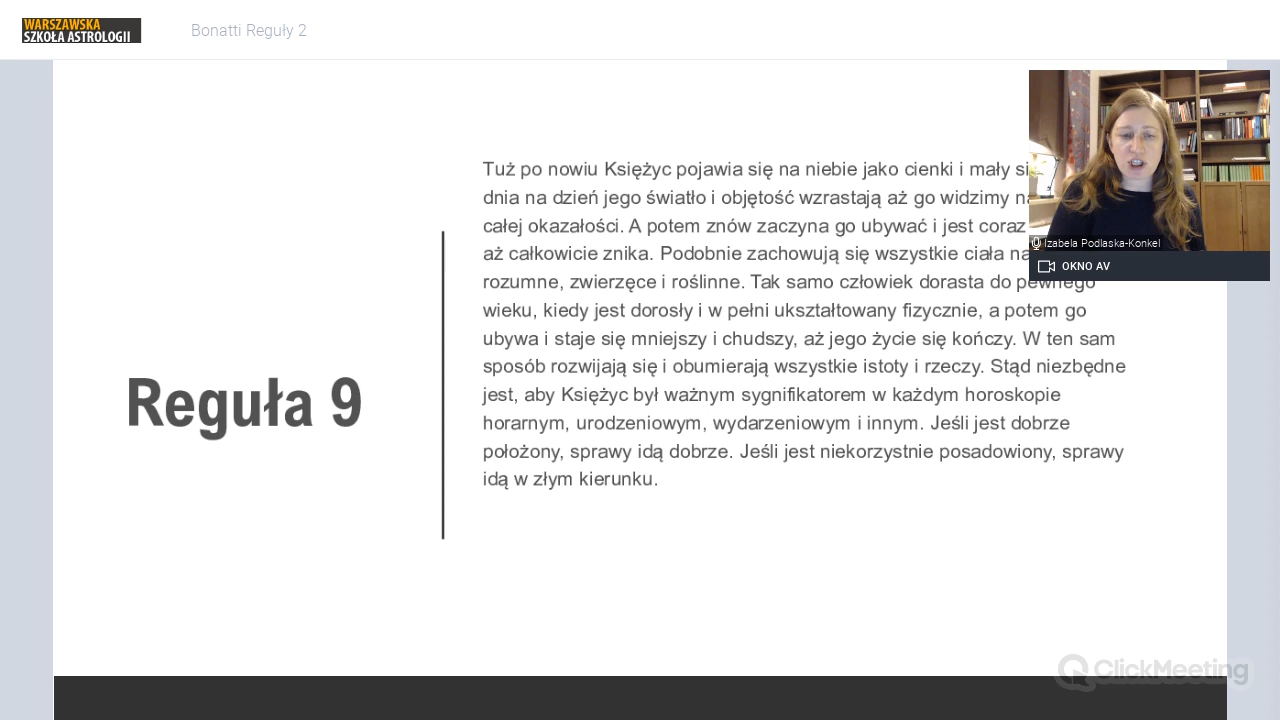 WARSZAWSKA
SZKOŁA ASTROLOGII
Bonatti Reguły 2
Reguła 9
Tuż po nowiu Księżyc pojawia się na niebie jako cienki i mały
dnia na dzień jego światło i objętość wzrastają aż go widzimy
całej okazałości. A potem znów zaczyna go ubywać i jest coraz
aż całkowicie znika. Podobnie zachowują się wszystkie ciała
rozumne, zwierzęce i roślinne. Tak samo człowiek dorasta do pewnego
wieku, kiedy jest dorosły i w pełni ukształtowany fizycznie, a potem go
ubywa i staje się mniejszy i chudszy, aż jego życie się kończy. W ten sam
sposób rozwijają się i obumierają wszystkie istoty i rzeczy. Stąd niezbędne
jest, aby Księżyc był ważnym sygnifikatorem w każdym horoskopie
horarnym, urodzeniowym, wydarzeniowym i innym. Jeśli jest dobrze
położony, sprawy idą dobrze. Jeśli jest niekorzystnie posadowiony, sprawy
idą w złym kierunku.
Izabela Podlaska-Konkel
OKNO AV
ClickMeeting